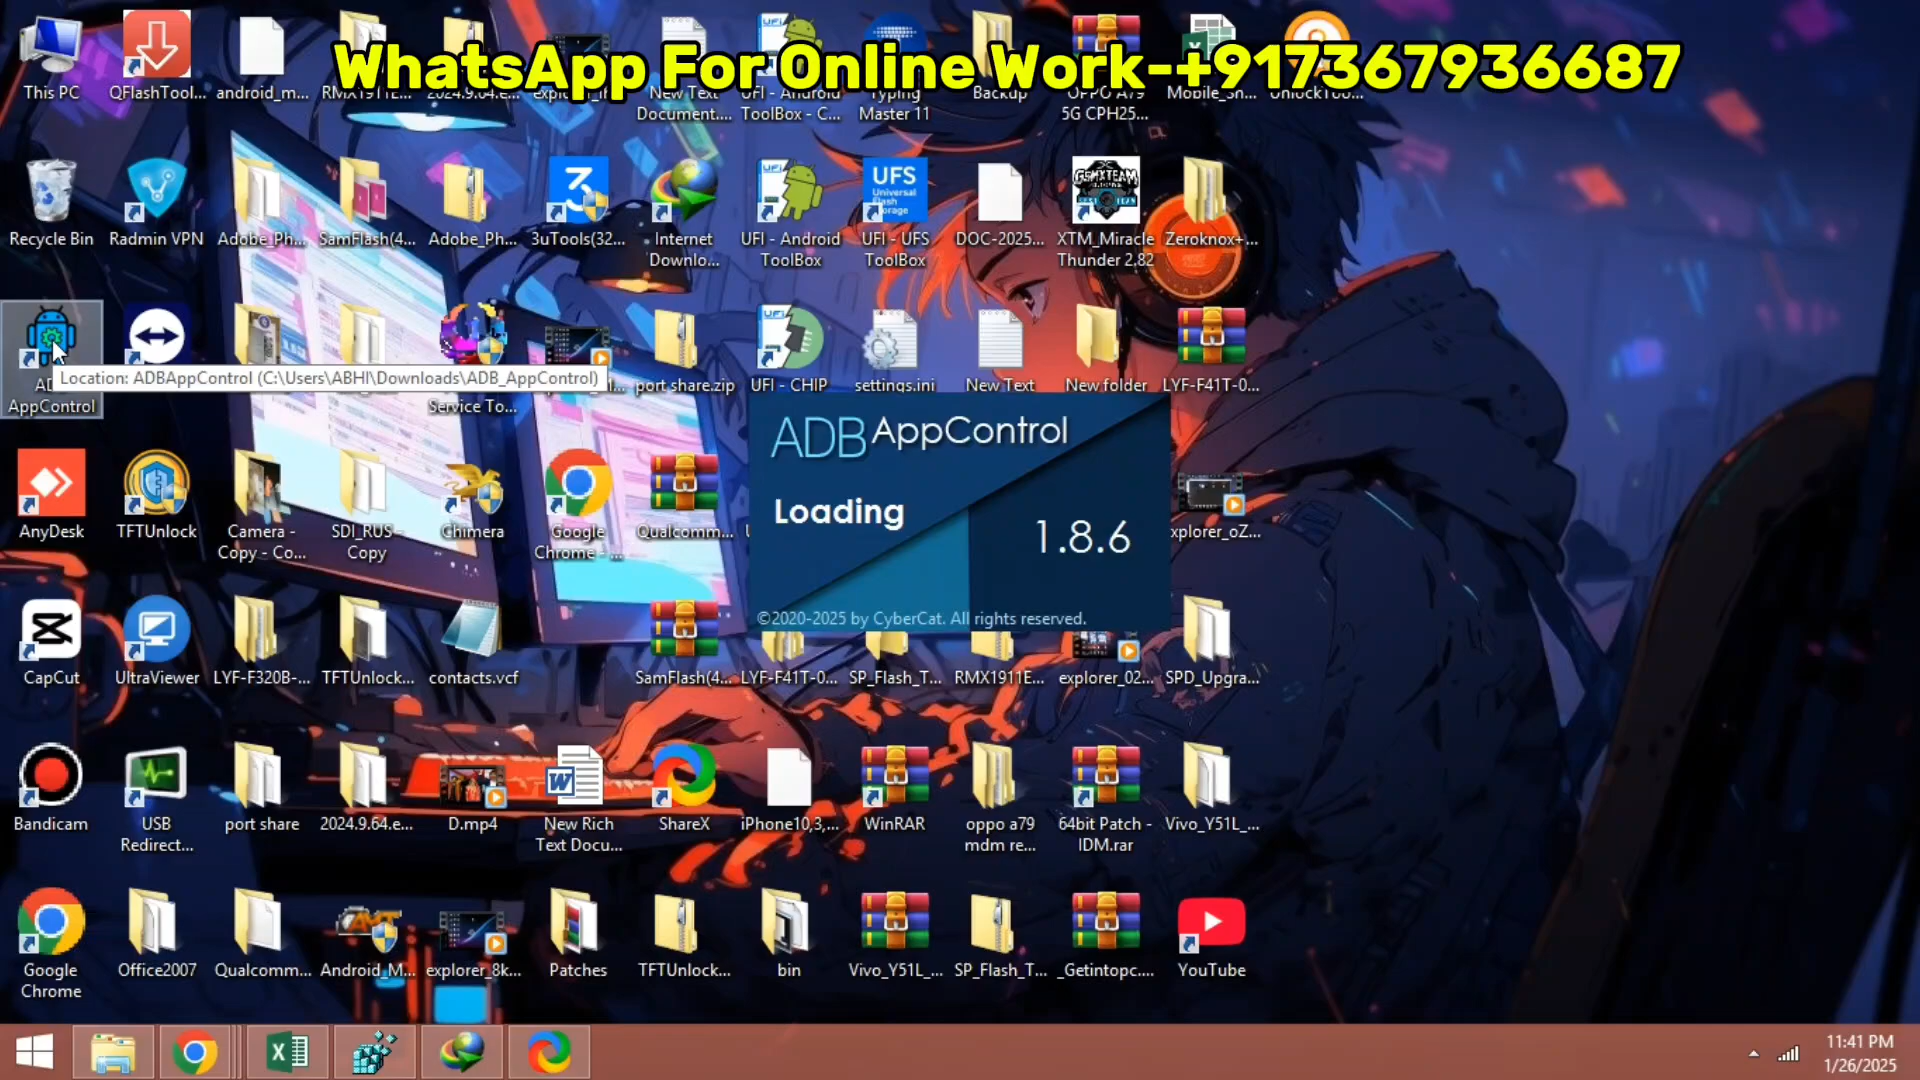 WhatsApp For Online Work-+917367936687
This PC
QFlashTool...
android_m...
New Text
Document....
UFI - Android
ToolBox - C...
Typing
Master 11
Backup
OPPO A79
5G CPH25...
Mobile_Sh...
Recycle Bin
Radmin VPN
Adobe_Ph...
SamFlash(4...
Adobe_Ph...
3uTools(32...
Internet
Downlo...
UFI - Android
ToolBox
UFS
Universal
Flash
Storage
UFI - UFS
ToolBox
DOC-2025...
XTM_Miracle
Thunder 2.82
Zeroknox+...
AppControl
Location: ADBAppControl (C:\Users\ABHI\Downloads\ADB_AppControl)
Service To...
port share.zip
UFI - CHIP
settings.ini
New Text
New folder
LYF-F41T-0...
ADB AppControl
Loading
1.8.6
©2020-2025 by CyberCat. All rights reserved.
AnyDesk
TFTUnlock
Camera -
Copy - Co...
SDI_RUS -
Copy
Chimera
Google
Chrome - ...
Qualcomm...
xplorer_oZ...
CapCut
UltraViewer
LYF-F320B-...
TFTUnlock...
contacts.vcf
SamFlash(4...
LYF-F41T-0...
SP_Flash_T...
RMX1911E...
explorer_02...
SPD_Upgra...
Bandicam
USB
Redirect...
port share
2024.9.64.e...
D.mp4
New Rich
Text Docu...
ShareX
iPhone10,3,...
WinRAR
oppo a79
mdm re...
64bit Patch -
IDM.rar
Vivo_Y51L_...
Google
Chrome
Office2007
Qualcomm...
Android_M...
explorer_8k...
Patches
TFTUnlock...
bin
Vivo_Y51L_...
SP_Flash_T...
_Getintopc....
YouTube
11:41 PM
1/26/2025